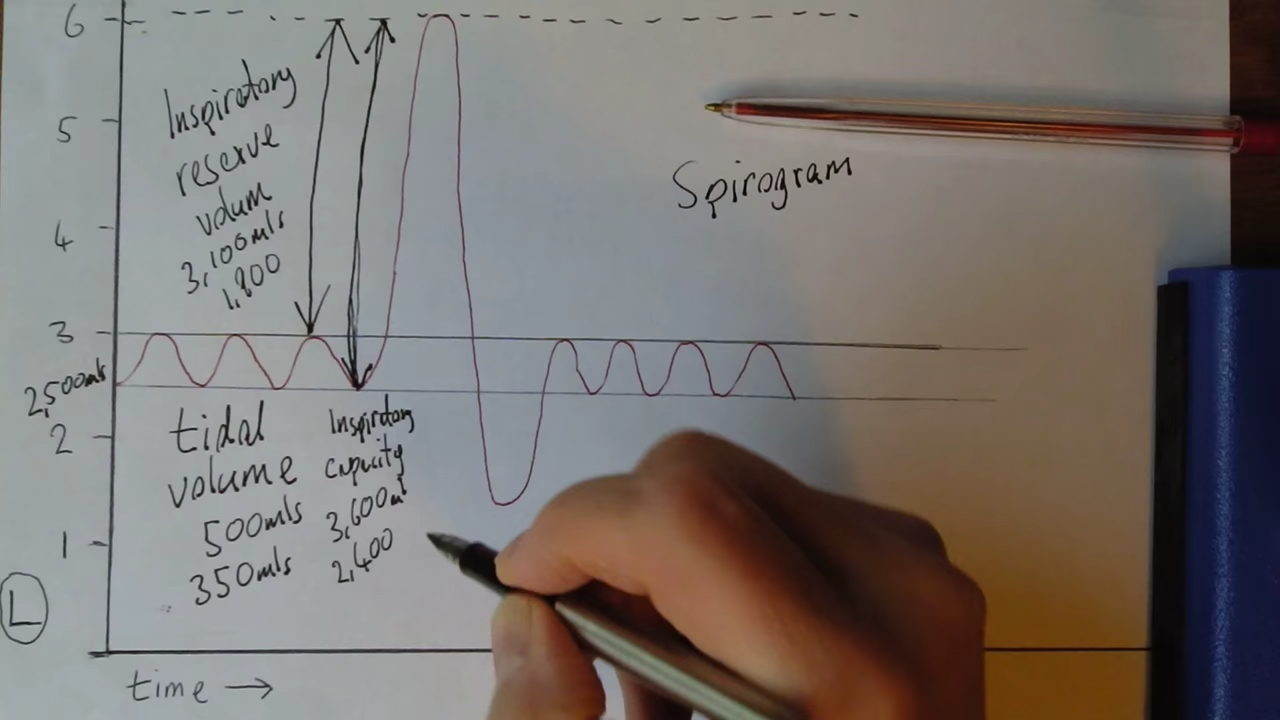 6
5
4
3
2,500mls
2
1
L
Inspiratory
reserve
volum
3,100mls
1,800
Spirogram
tidal
volume
500mls
350mls
Inspiratory
capacity
3,600ml
2,400
time →